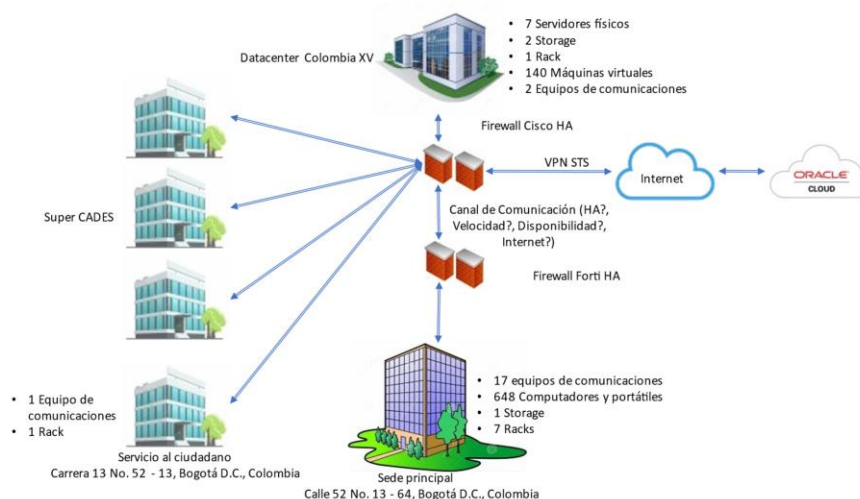 Datacenter Colombia XV
• 7 Servidores físicos
• 2 Storage
• 1 Rack
• 140 Máquinas virtuales
• 2 Equipos de comunicaciones
Firewall Cisco HA
VPN STS
Internet
ORACLE
CLOUD
Super CADES
Canal de Comunicación (HA?,
Velocidad?, Disponibilidad?,
Internet?)
Firewall Forti HA
• 1 Equipo de
comunicaciones
• 1 Rack
Servicio al ciudadano
Carrera 13 No. 52 - 13, Bogotá D.C., Colombia
• 17 equipos de comunicaciones
• 648 Computadores y portátiles
• 1 Storage
• 7 Racks
Sede principal
Calle 52 No. 13 - 64, Bogotá D.C., Colombia